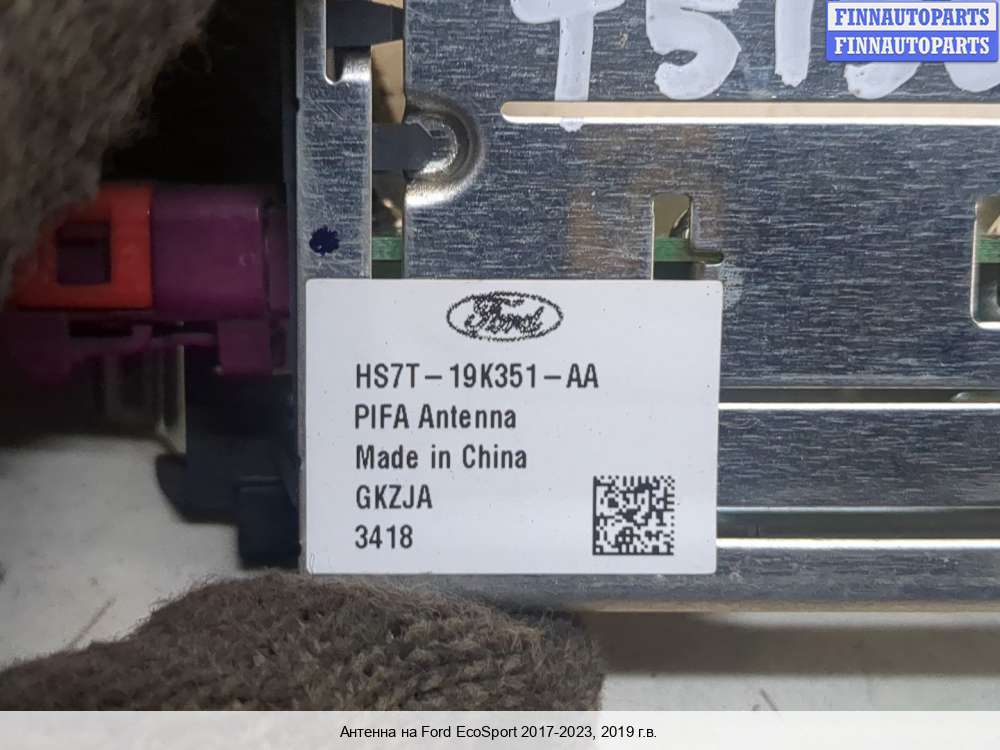 FINNAUTOPARTS
FINNAUTOPARTS
Ford
HS7T-19K351-AA
PIFA Antenna
Made in China
GKZJA
3418
Антенна на Ford EcoSport 2017-2023, 2019 г.в.